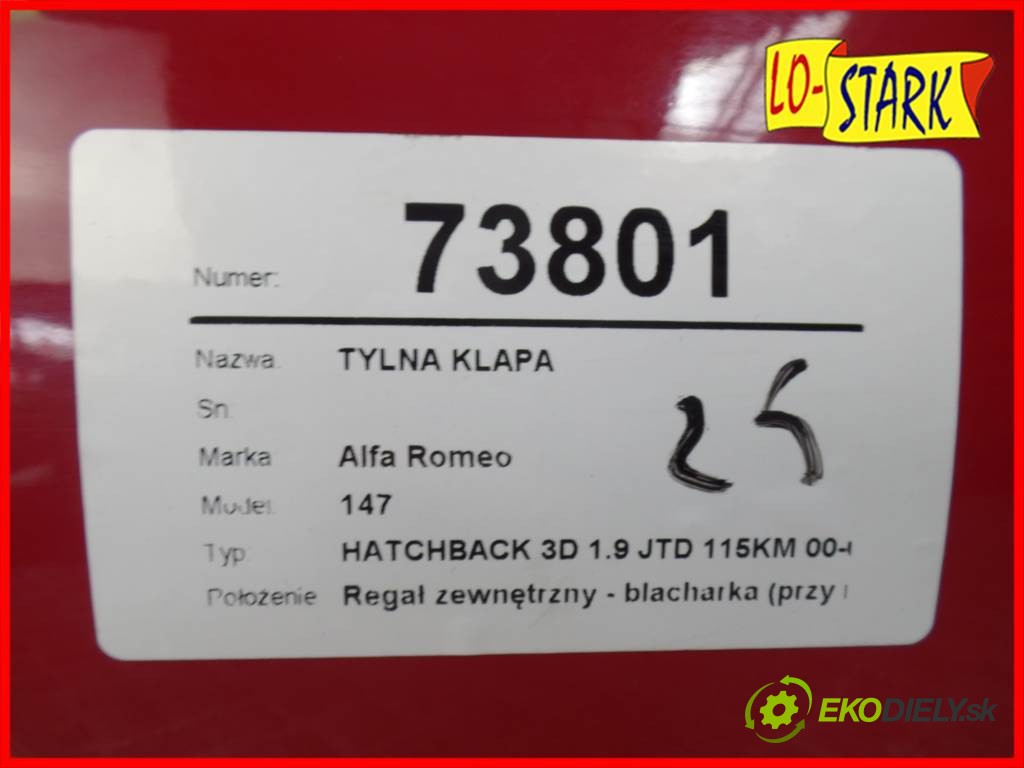 LO-STARK
Numer: 73801
Nazwa: TYLNA KLAPA
Sn:
Marka Alfa Romeo
Model: 147
Typ: HATCHBACK 3D 1.9 JTD 115KM 00-
Położenie Regał zewnętrzny - blacharka (przy
25
EKODIELY.sk